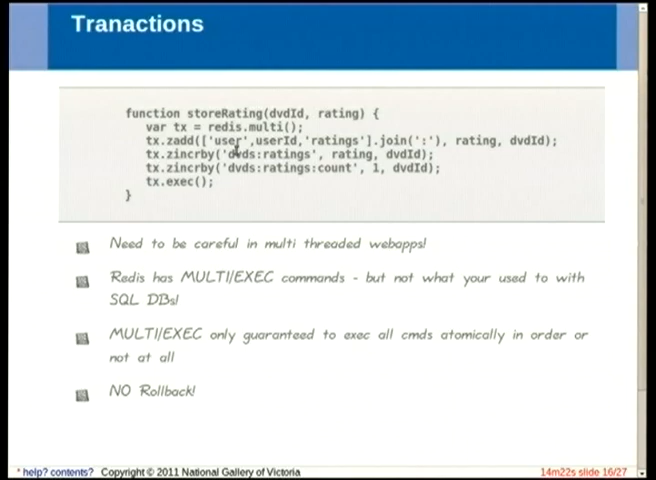 Tranactions
function storeRating(dvdId, rating) {
var tx = redis.multi();
tx.zadd(['user',userId,'ratings'].join(':'), rating, dvdId);
tx.zincrby('dvds:ratings', rating, dvdId);
tx.zincrby('dvds:ratings:count', 1, dvdId);
tx.exec();
}
Need to be careful in multi threaded webapps!
Redis has MULTI/EXEC commands - but not what your used to with
SQL DBs!
MULTI/EXEC only guaranteed to exec all cmds atomically in order or
not at all
NO Rollback!
* help? contents? Copyright © 2011 National Gallery of Victoria 14m22s slide 16/27